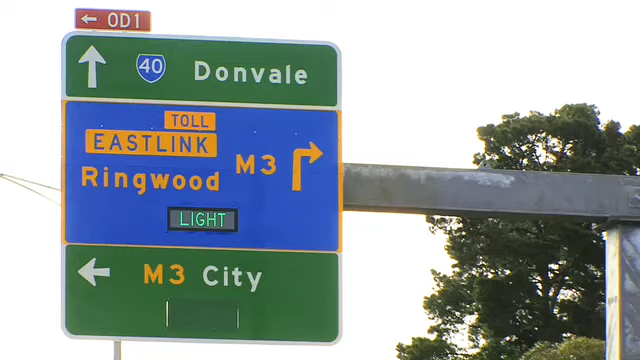 OD1
40 Donvale
TOLL
EASTLINK
Ringwood M3
LIGHT
M3 City